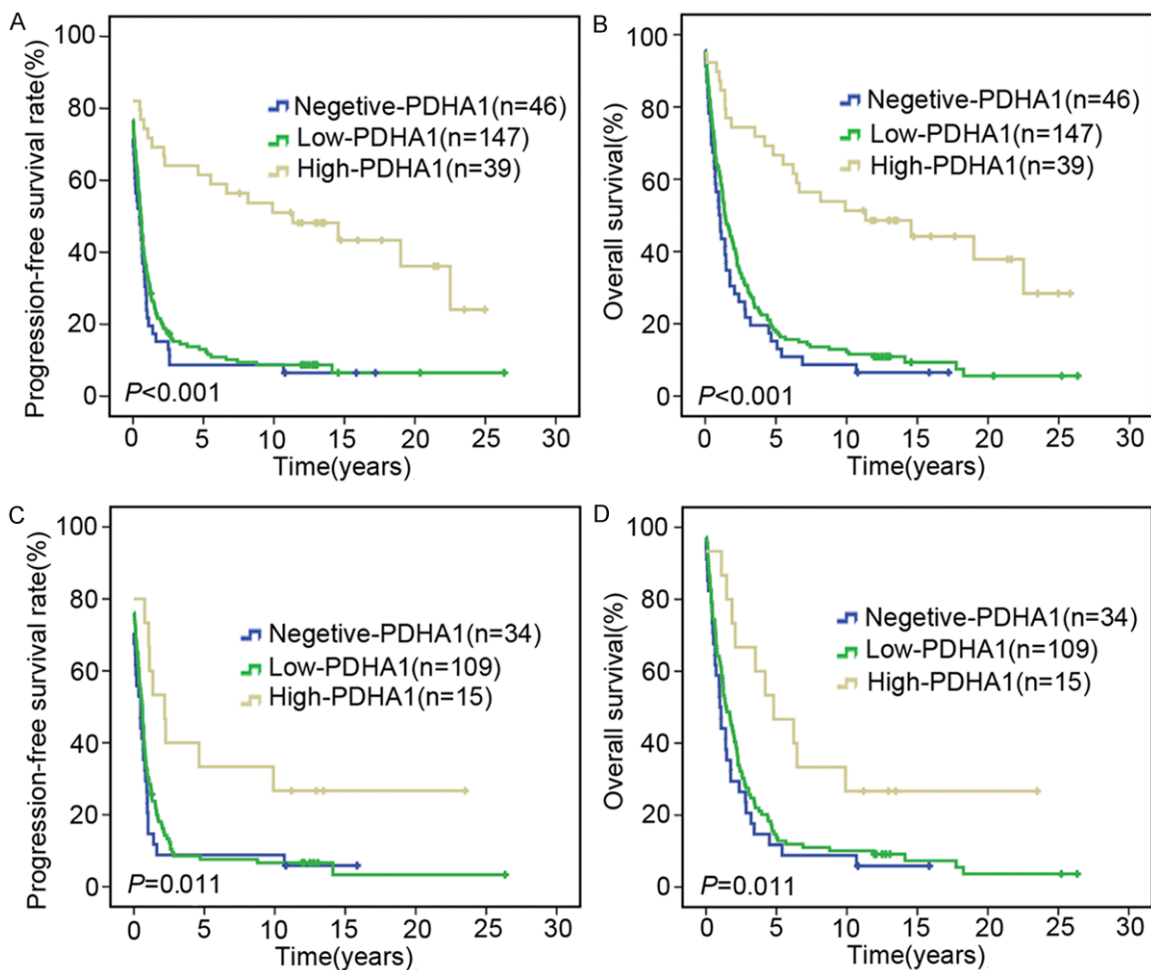 A
Progression-free survival rate(%)
100
80
60
40
20
0
Negetive-PDHA1(n=46)
Low-PDHA1(n=147)
High-PDHA1(n=39)
P<0.001
0 5 10 15 20 25 30
Time(years)
B
Overall survival(%)
100
80
60
40
20
0
Negetive-PDHA1(n=46)
Low-PDHA1(n=147)
High-PDHA1(n=39)
P<0.001
0 5 10 15 20 25 30
Time(years)
C
Progression-free survival rate(%)
100
80
60
40
20
0
Negetive-PDHA1(n=34)
Low-PDHA1(n=109)
High-PDHA1(n=15)
P=0.011
0 5 10 15 20 25 30
Time(years)
D
Overall survival(%)
100
80
60
40
20
0
Negetive-PDHA1(n=34)
Low-PDHA1(n=109)
High-PDHA1(n=15)
P=0.011
0 5 10 15 20 25 30
Time(years)